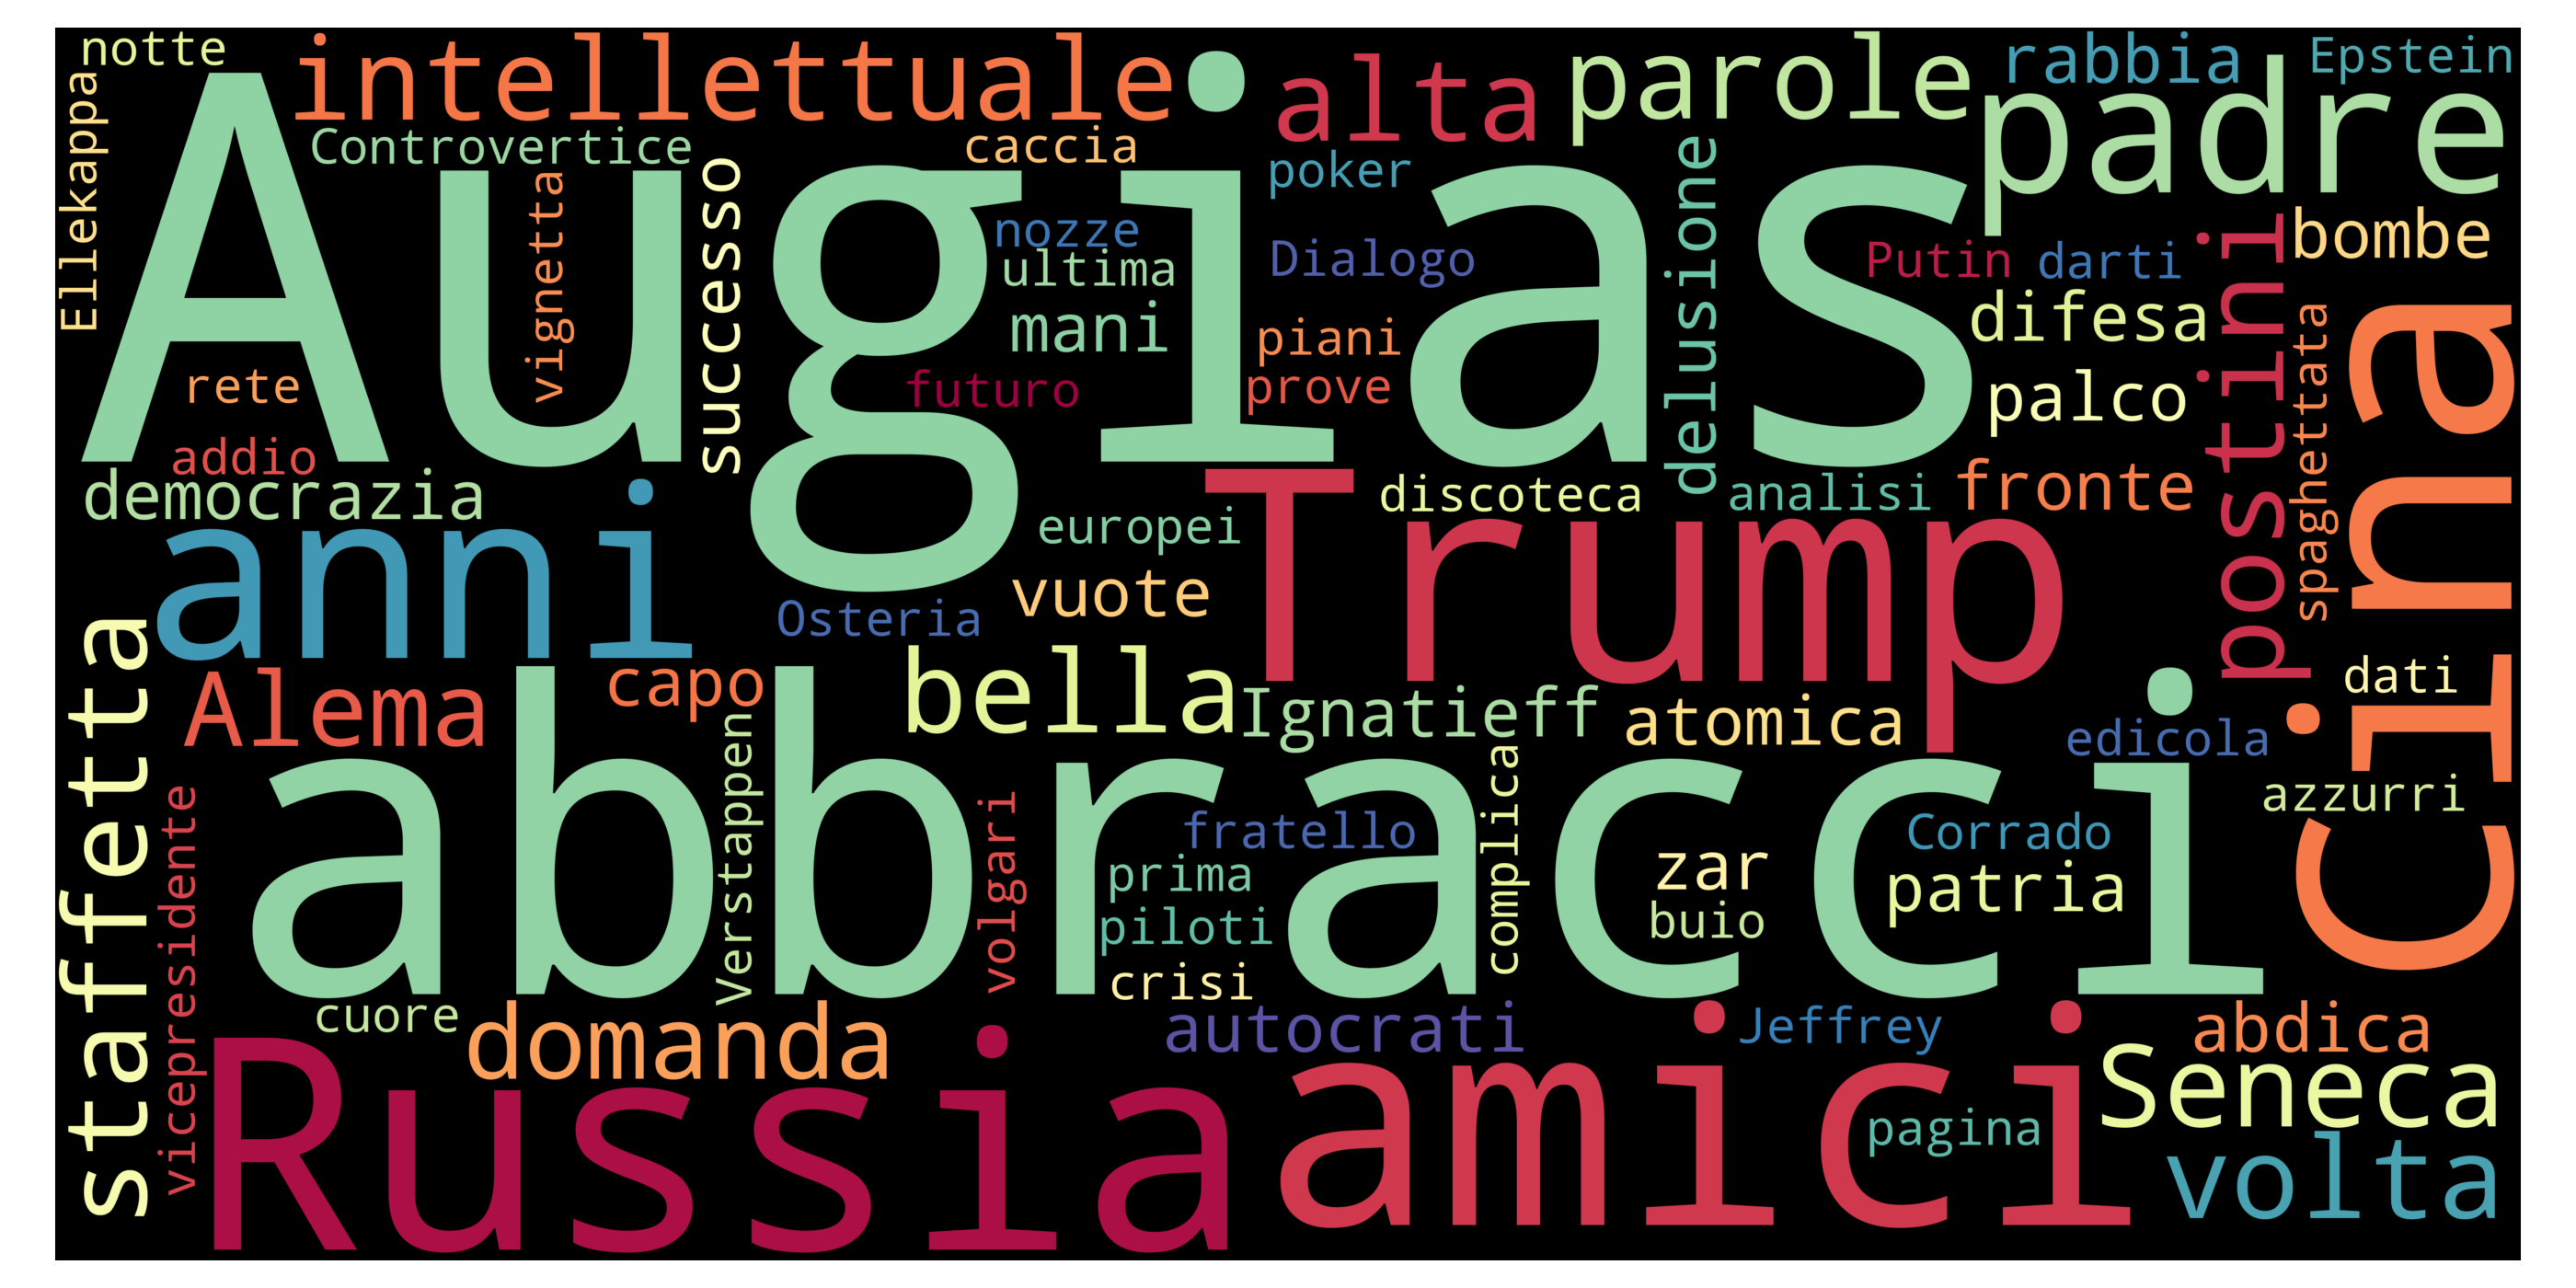 notte
intellettuale
alta
parole
rabbia
Epstein
Ellekappa
Augias
padre
Controvertice
caccia
poker
vignetta
successo
nozze
Dialogo
delusione
Putin
darti
postini
bombe
ultima
mani
piani
difesa
spaghettata
Cina
rete
futuro
prove
palco
addio
democrazia
discoteca
analisi
fronte
anni
europei
Trump
vuote
Osteria
staffetta
Alema
capo
bella
Ignatieff
atomica
dati
edicola
abbracci
Verstappen
vicepresidente
volgari
complica
azzurri
fratello
Corrado
prima
zar
patria
piloti
buio
crisi
cuore
domanda
autocrati
Jeffrey
abdica
Russia
amici
Seneca
pagina
volta